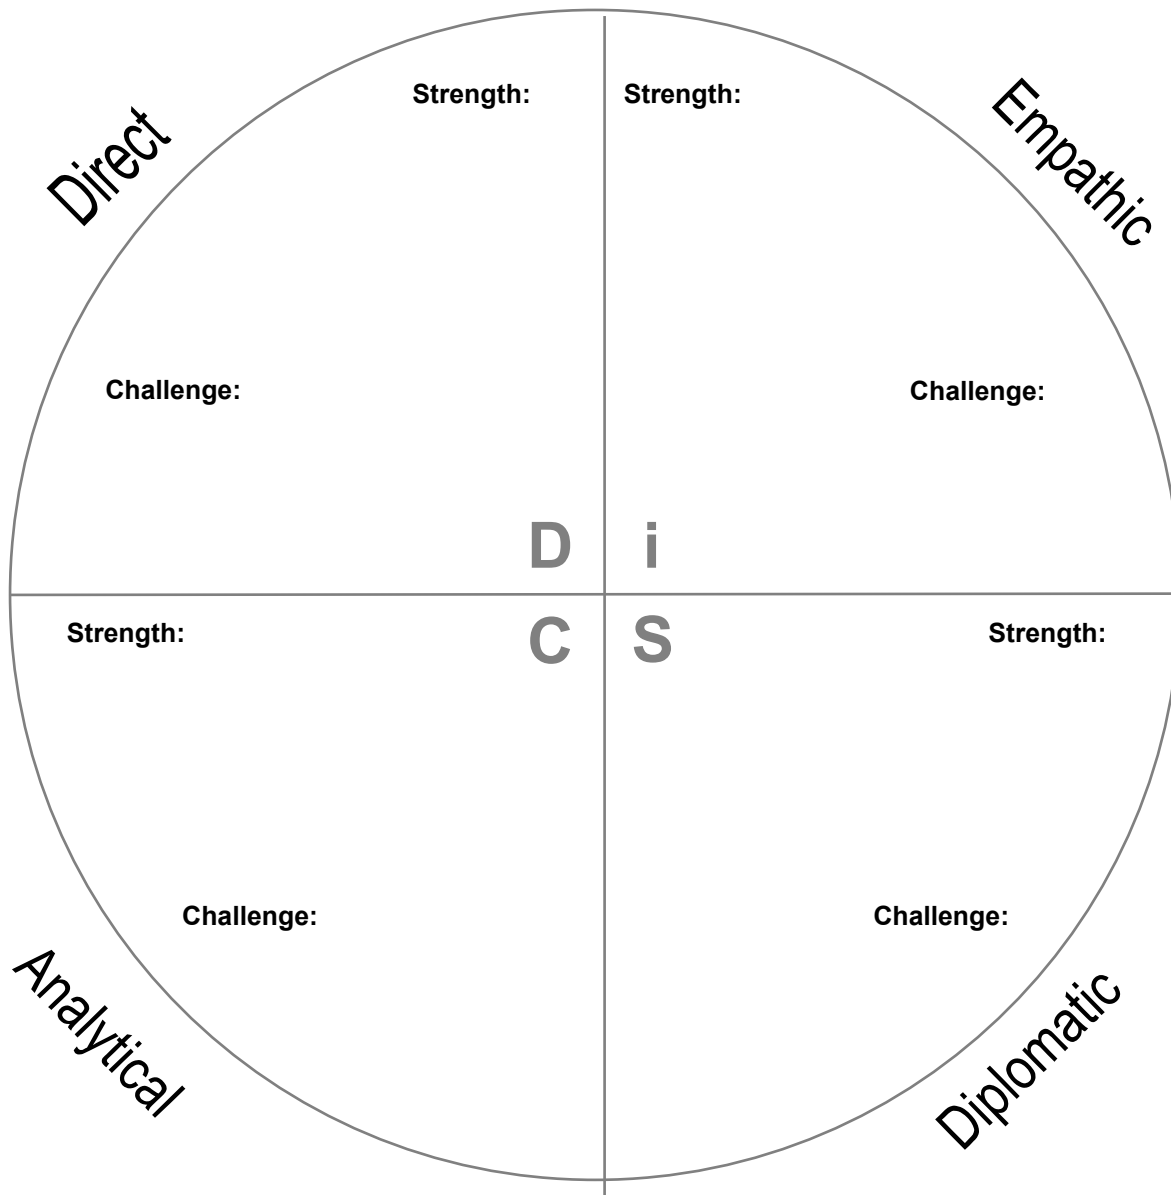 Direct
Empathic
Strength:
Strength:
Challenge:
Challenge:
D
i
C
S
Strength:
Strength:
Challenge:
Challenge:
Analytical
Diplomatic